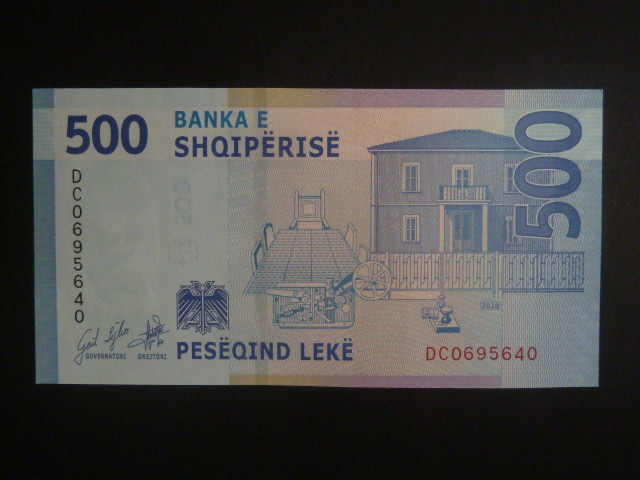 500
BANKA E
SHQIPËRISË
500
DC0695640
2020
GUVERNATORI DREJTORI
PESËQIND LEKË
DC0695640